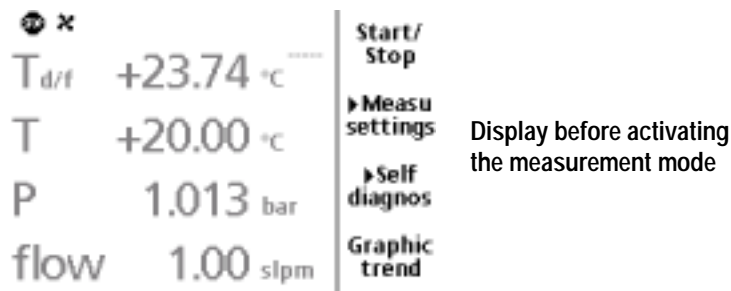 Td/f +23.74 °C -----
T +20.00 °C
P 1.013 bar
flow 1.00 slpm
Start/
Stop
▶Measu
settings
▶Self
diagnos
Graphic
trend
Display before activating
the measurement mode